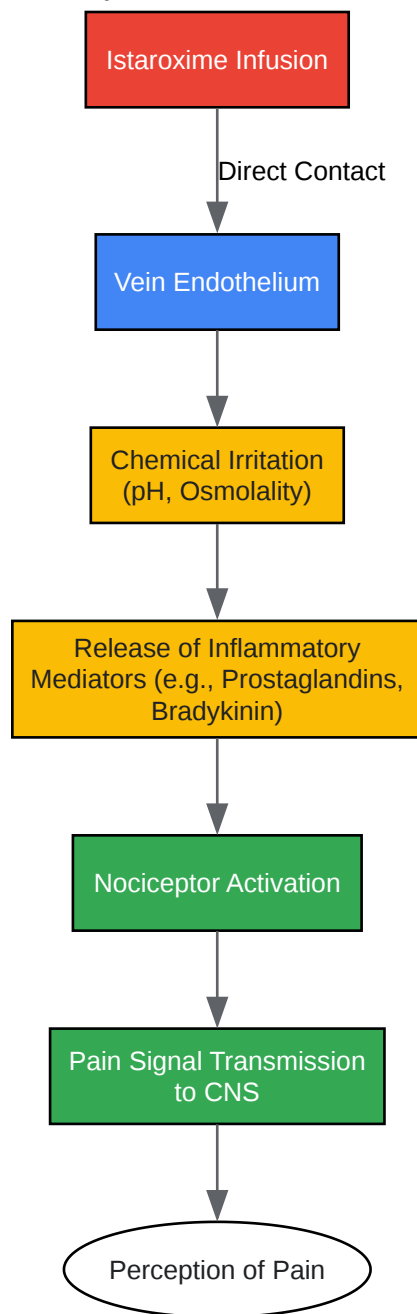 Istaroxime Infusion
Direct Contact
Vein Endothelium
Chemical Irritation
(pH, Osmolality)
Release of Inflammatory
Mediators (e.g., Prostaglandins,
Bradykinin)
Nociceptor Activation
Pain Signal Transmission
to CNS
Perception of Pain